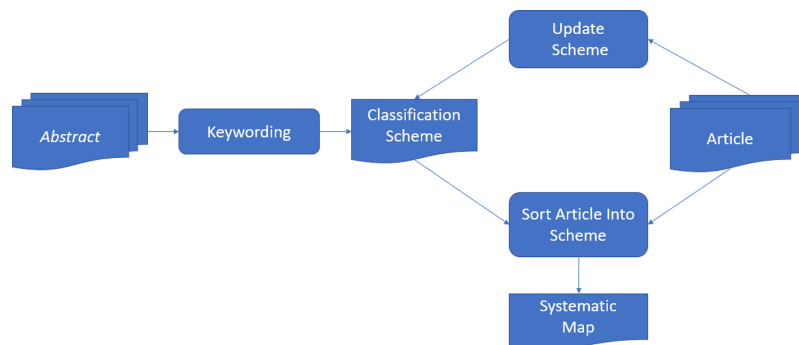 Update
Scheme
Abstract
Keywording
Classification
Scheme
Article
Sort Article Into
Scheme
Systematic
Map